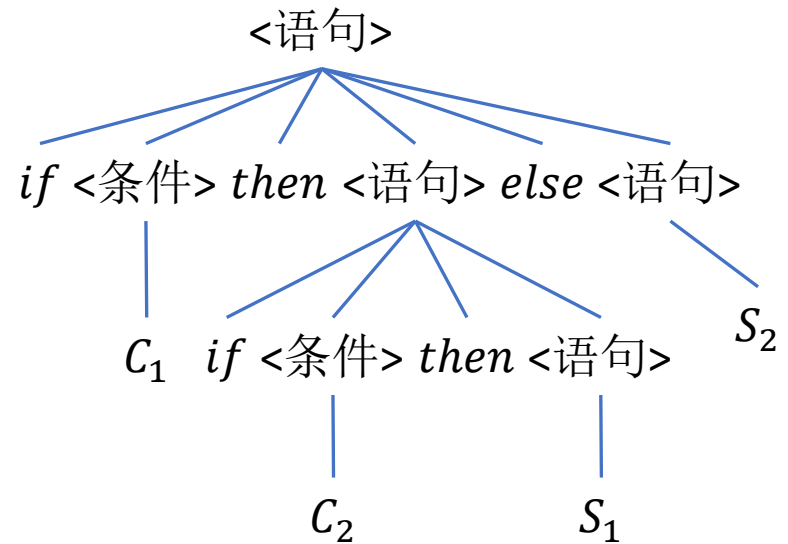 <语句>
if <条件> then <语句> else <语句>
C₁ if <条件> then <语句> S₂
C₂ S₁